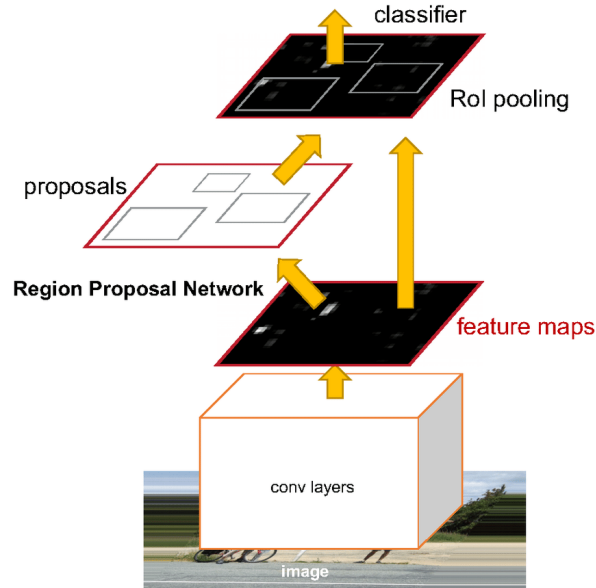 classifier
RoI pooling
proposals
Region Proposal Network
feature maps
conv layers
image